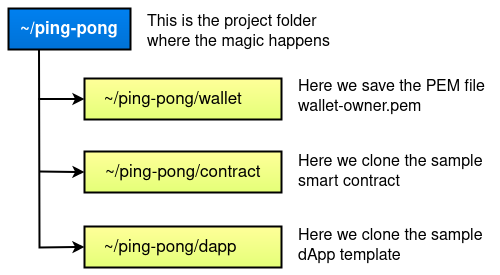 ~/ping-pong
This is the project folder
where the magic happens
~/ping-pong/wallet
Here we save the PEM file
wallet-owner.pem
~/ping-pong/contract
Here we clone the sample
smart contract
~/ping-pong/dapp
Here we clone the sample
dApp template